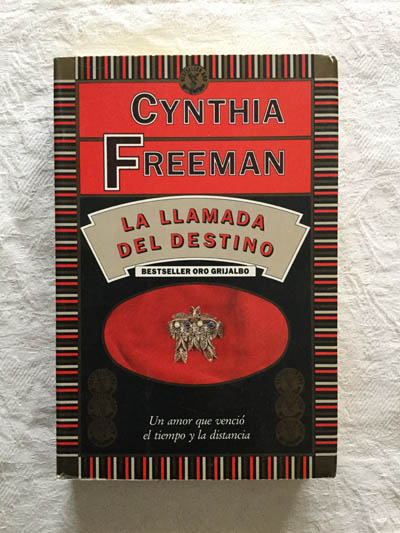 CYNTHIA
FREEMAN
LA LLAMADA
DEL DESTINO
BESTSELLER ORO GRIJALBO
Un amor que venció
el tiempo y la distancia